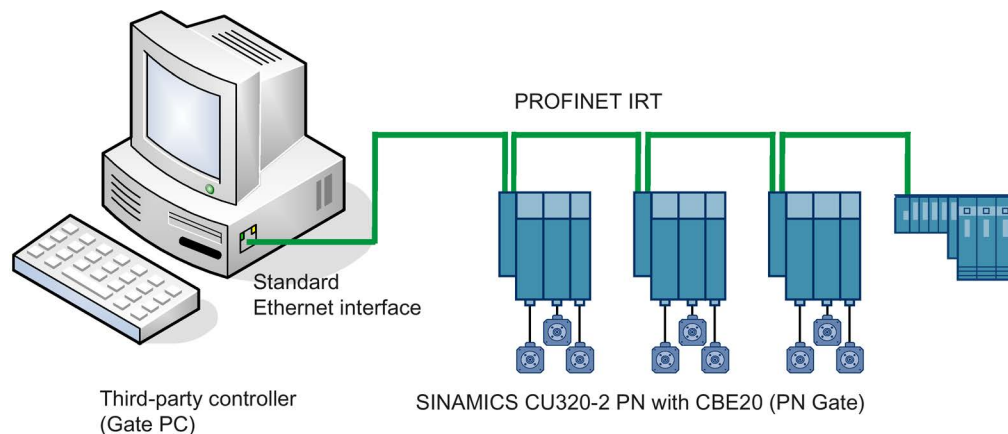 PROFINET IRT
Standard
Ethernet interface
Third-party controller
(Gate PC)
SINAMICS CU320-2 PN with CBE20 (PN Gate)